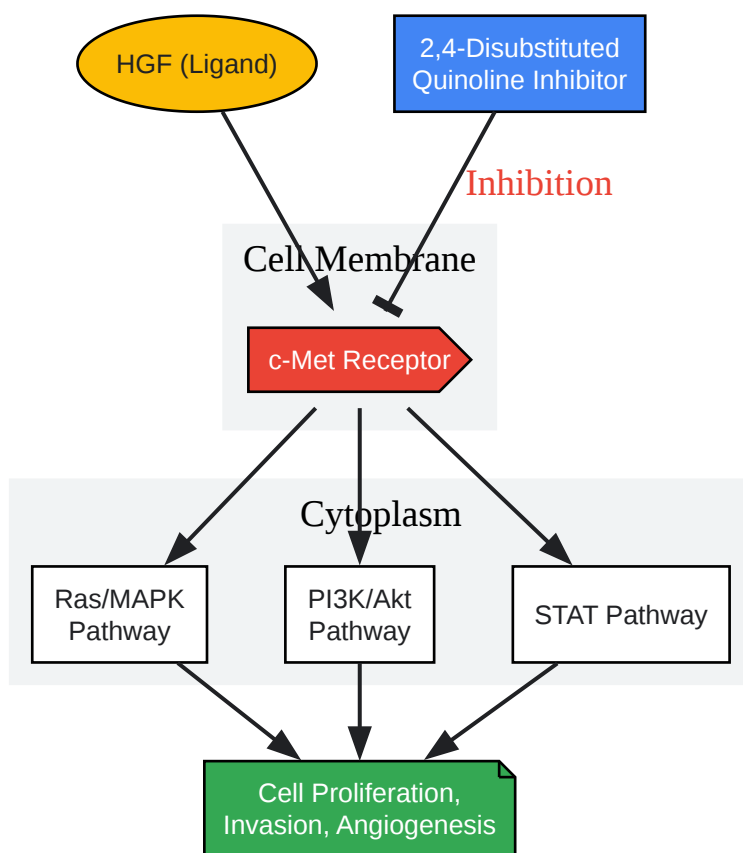 HGF (Ligand)
2,4-Disubstituted
Quinoline Inhibitor
Inhibition
Cell Membrane
c-Met Receptor
Cytoplasm
Ras/MAPK
Pathway
PI3K/Akt
Pathway
STAT Pathway
Cell Proliferation,
Invasion, Angiogenesis